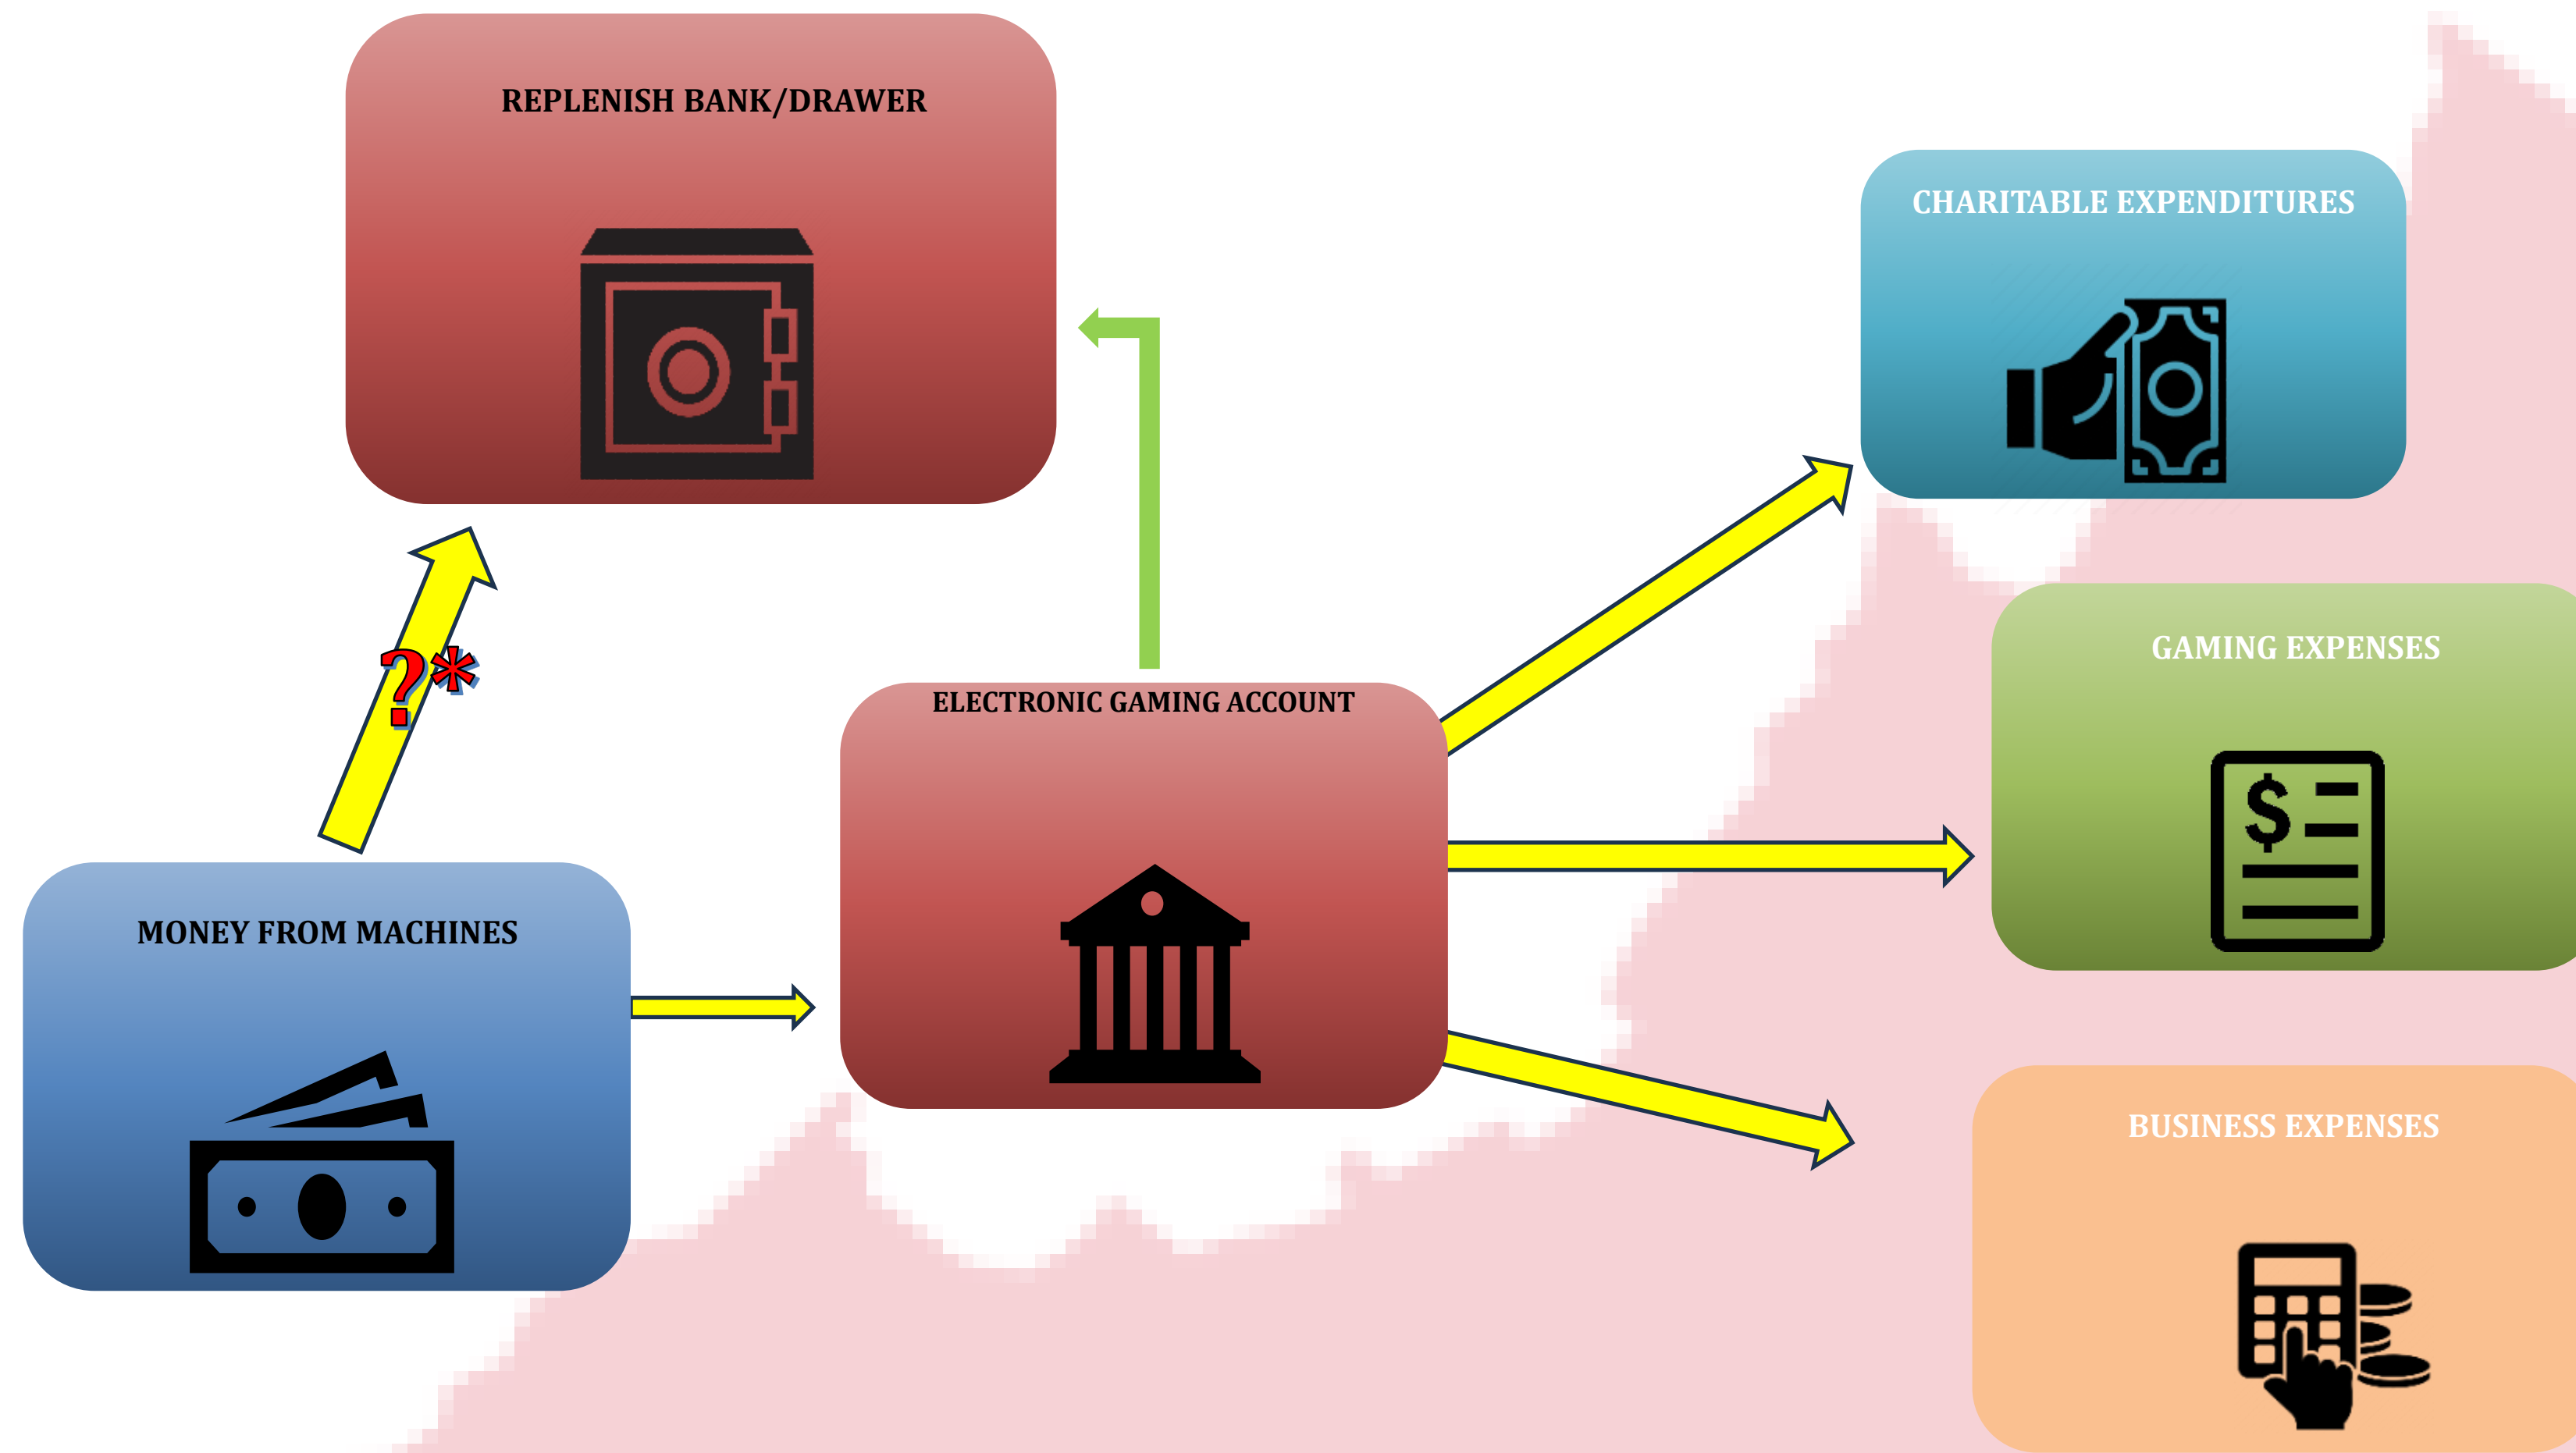 REPLENISH BANK/DRAWER
CHARITABLE EXPENDITURES
GAMING EXPENSES
?*
ELECTRONIC GAMING ACCOUNT
MONEY FROM MACHINES
$
BUSINESS EXPENSES